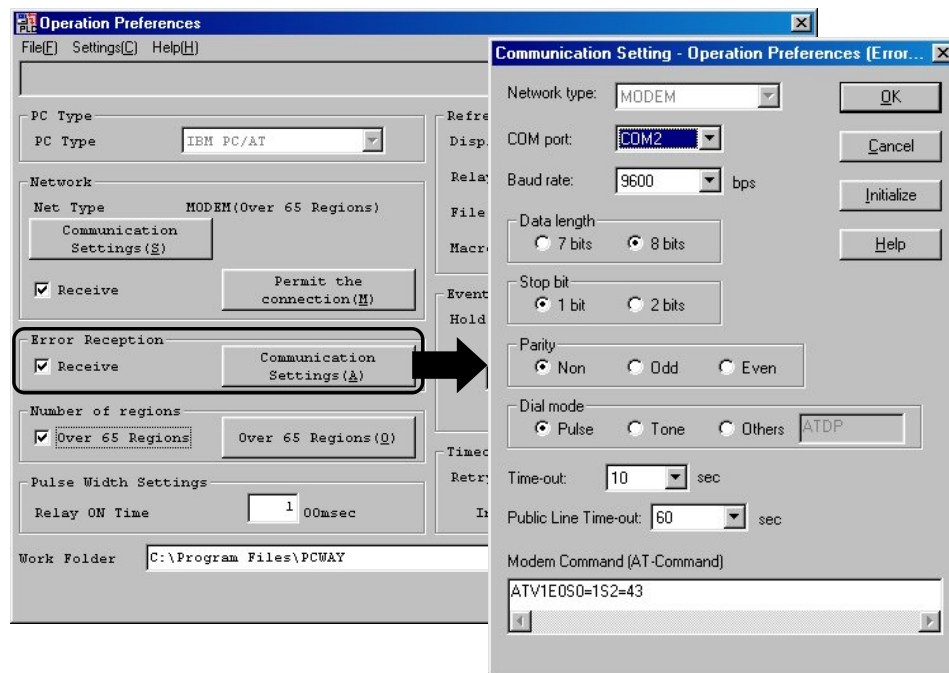 Operation Preferences
File(F) Settings(C) Help(H)
PC Type
PC Type IBM PC/AT
Network
Net Type MODEM(Over 65 Regions)
Communication
Settings(S)
Receive
Permit the
connection(M)
Error Reception
Receive
Communication
Settings(A)
Number of regions
Over 65 Regions
Over 65 Regions(O)
Pulse Width Settings
Relay ON Time 1 00msec
Work Folder C:\Program Files\PCWAY
Refre
Disp.
Rela
File
Macr
Event
Hold
Timeo
Retry
Communication Setting - Operation Preferences (Error...
Network type: MODEM
COM port: COM2
Baud rate: 9600 bps
Data length
7 bits 8 bits
Stop bit
1 bit 2 bits
Parity
Non Odd Even
Dial mode
Pulse Tone Others ATDP
Time-out: 10 sec
Public Line Time-out: 60 sec
Modem Command (AT-Command)
ATV1E0S0=1S2=43
OK
Cancel
Initialize
Help